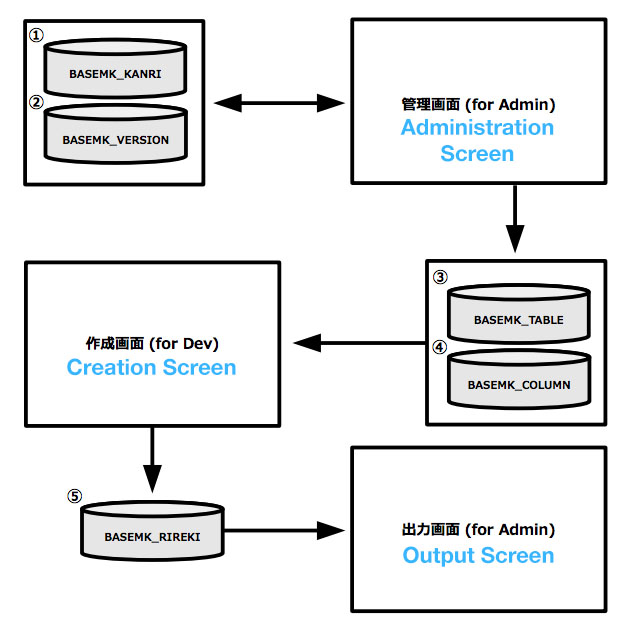 ①
BASEMK_KANRI
②
BASEMK_VERSION
管理画面 (for Admin)
Administration
Screen
③
BASEMK_TABLE
④
BASEMK_COLUMN
作成画面 (for Dev)
Creation Screen
⑤
BASEMK_RIREKI
出力画面 (for Admin)
Output Screen